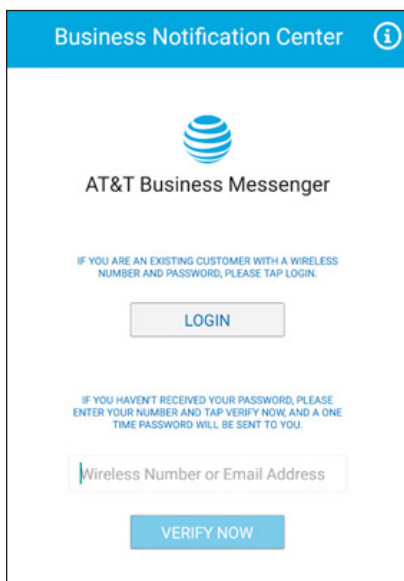 Business Notification Center
AT&T Business Messenger
IF YOU ARE AN EXISTING CUSTOMER WITH A WIRELESS
NUMBER AND PASSWORD, PLEASE TAP LOGIN.
LOGIN
IF YOU HAVEN'T RECEIVED YOUR PASSWORD, PLEASE
ENTER YOUR NUMBER AND TAP VERIFY NOW, AND A ONE
TIME PASSWORD WILL BE SENT TO YOU.
Wireless Number or Email Address
VERIFY NOW